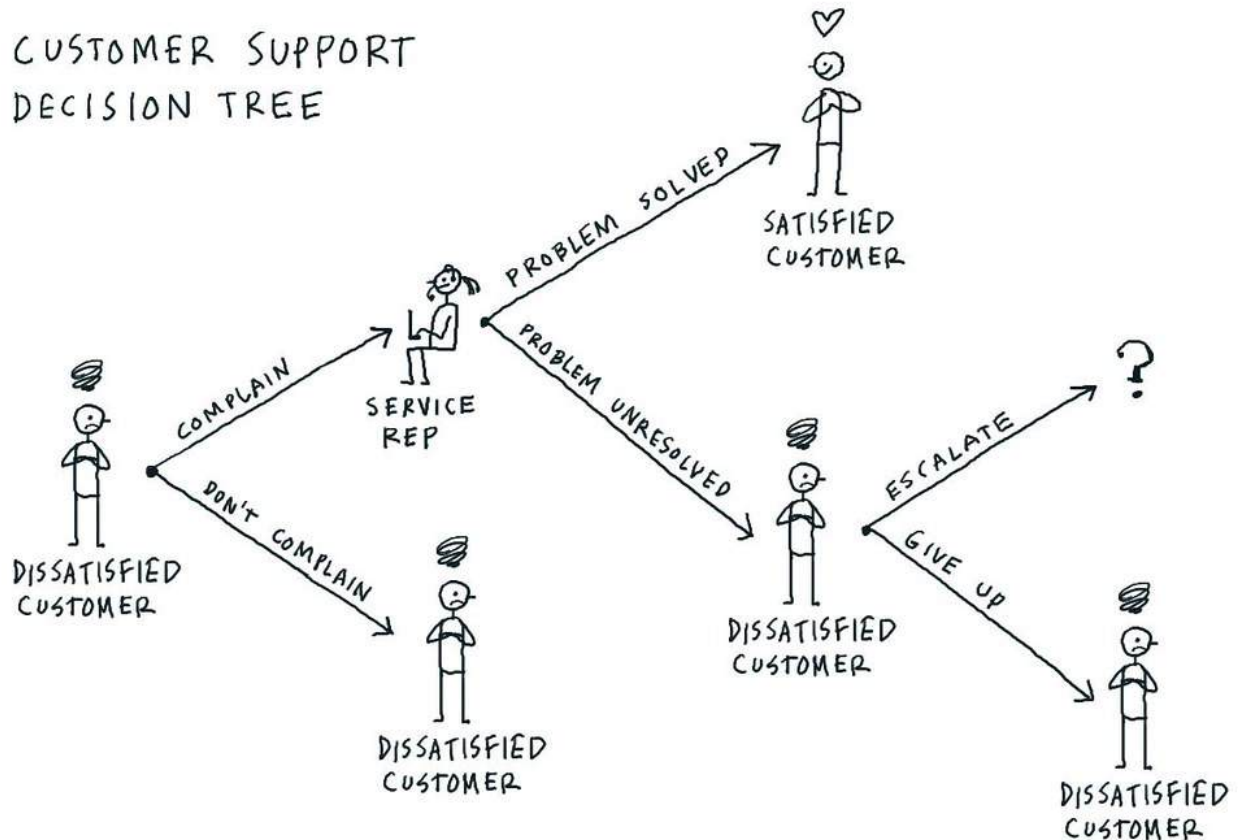 CUSTOMER SUPPORT
DECISION TREE
SATISFIED
CUSTOMER
PROBLEM SOLVED
SERVICE
REP
COMPLAIN
PROBLEM UNRESOLVED
?
ESCALATE
DISSATISFIED
CUSTOMER
DON'T COMPLAIN
DISSATISFIED
CUSTOMER
GIVE UP
DISSATISFIED
CUSTOMER
DISSATISFIED
CUSTOMER